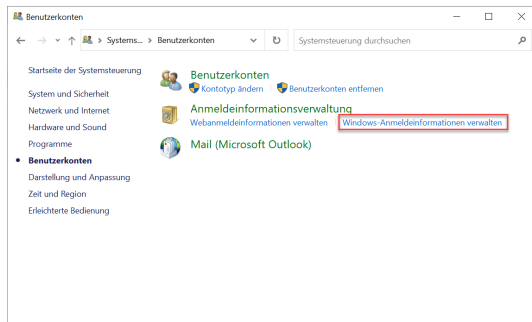 Benutzerkonten
Systems... > Benutzerkonten
Systemsteuerung durchsuchen
Startseite der Systemsteuerung
System und Sicherheit
Netzwerk und Internet
Hardware und Sound
Programme
Benutzerkonten
Darstellung und Anpassung
Zeit und Region
Erleichterte Bedienung
Benutzerkonten
Kontotyp ändern
Benutzerkonten entfernen
Anmeldeinformationsverwaltung
Webanmeldeinformationen verwalten
Windows-Anmeldeinformationen verwalten
Mail (Microsoft Outlook)